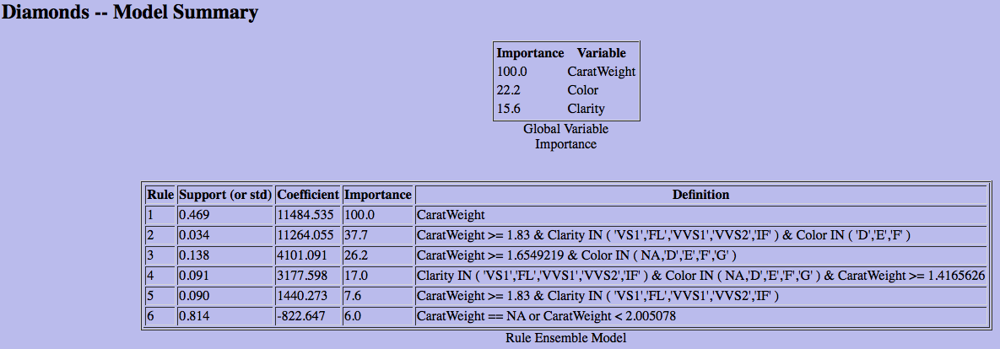 Diamonds -- Model Summary
Importance Variable
100.0 CaratWeight
22.2 Color
15.6 Clarity
Global Variable
Importance
Rule Support (or std) Coefficient Importance Definition
1 0.469 11484.535 100.0 CaratWeight
2 0.034 11264.055 37.7 CaratWeight >= 1.83 & Clarity IN ( 'VS1','FL','VVS1','VVS2','IF' ) & Color IN ( 'D','E','F' )
3 0.138 4101.091 26.2 CaratWeight >= 1.6549219 & Color IN ( NA,'D','E','F','G' )
4 0.091 3177.598 17.0 Clarity IN ( 'VS1','FL','VVS1','VVS2','IF' ) & Color IN ( NA,'D','E','F','G' ) & CaratWeight >= 1.4165626
5 0.090 1440.273 7.6 CaratWeight >= 1.83 & Clarity IN ( 'VS1','FL','VVS1','VVS2','IF' )
6 0.814 -822.647 6.0 CaratWeight == NA or CaratWeight < 2.005078
Rule Ensemble Model